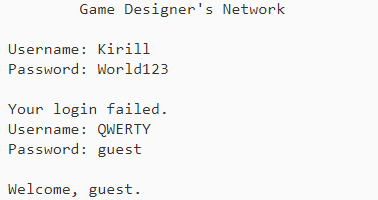 Game Designer's Network
Username: Kirill
Password: World123
Your login failed.
Username: QWERTY
Password: guest
Welcome, guest.